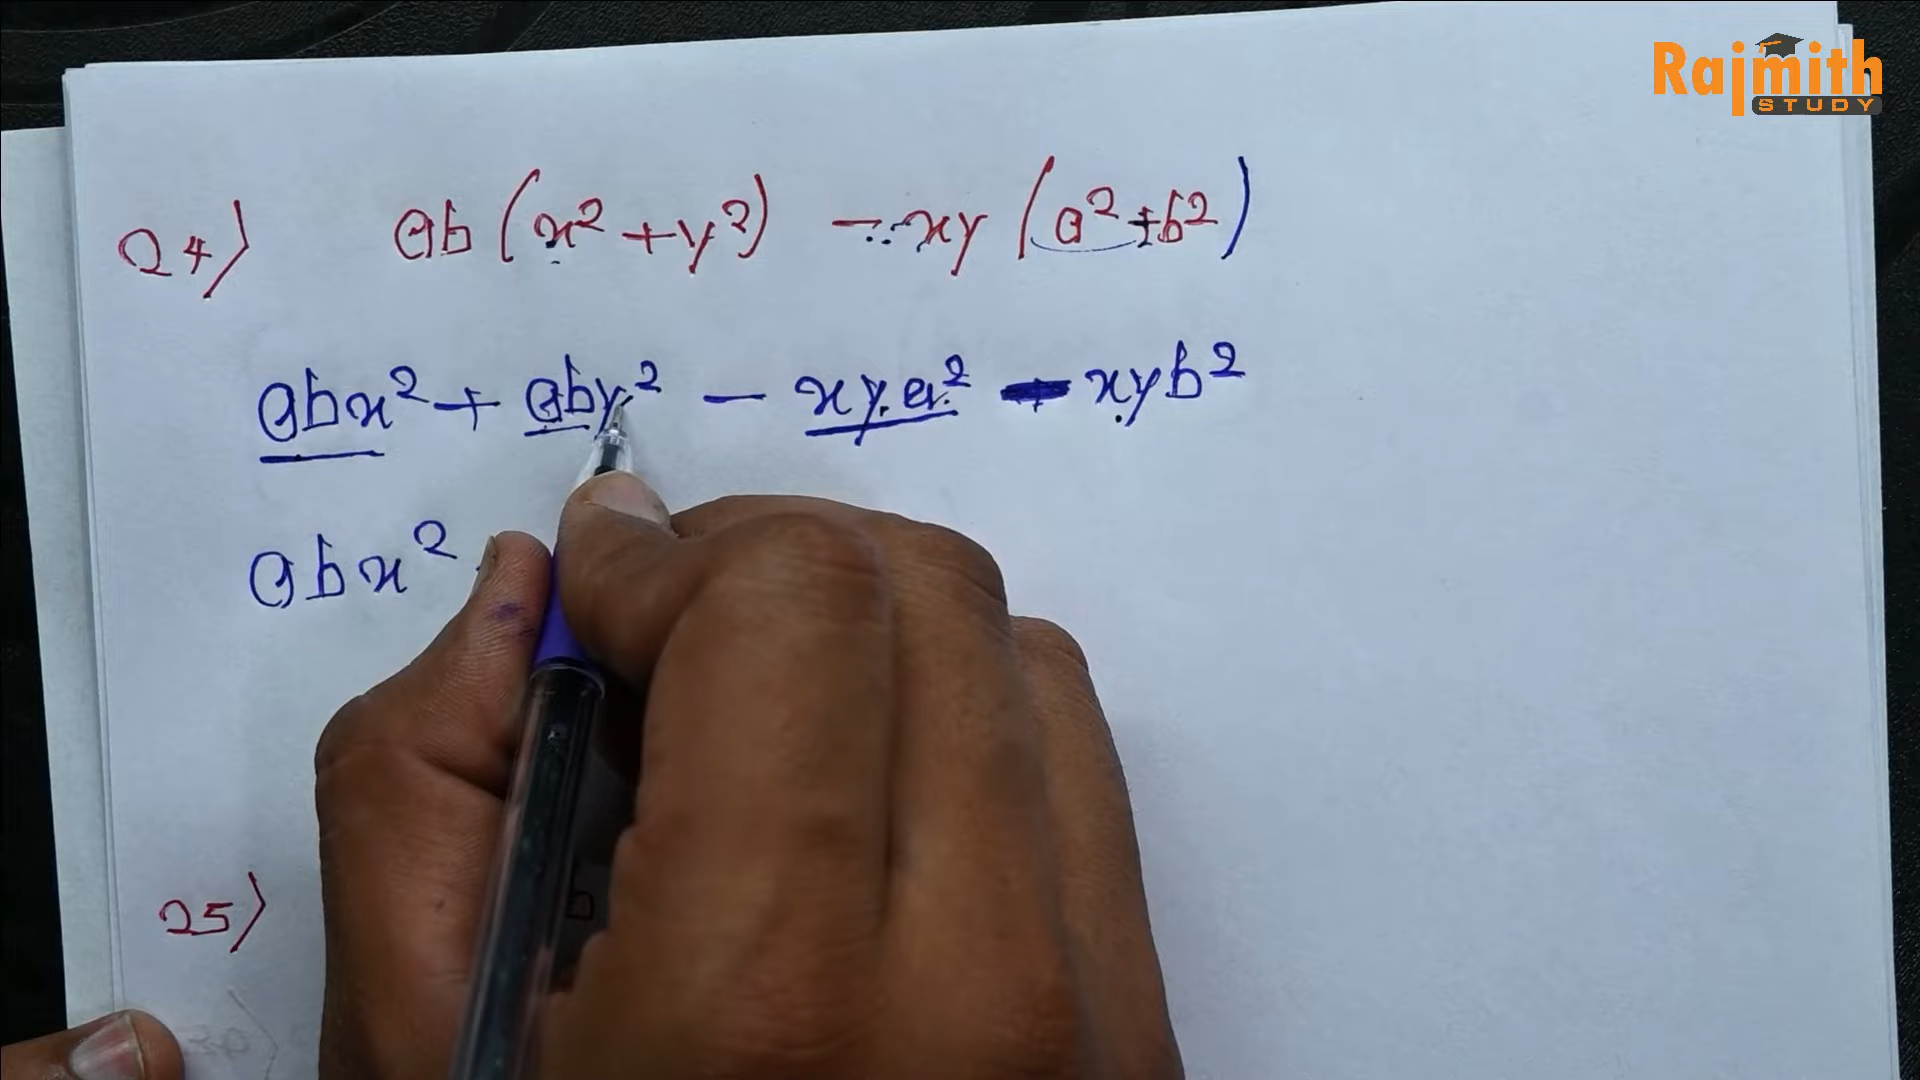 Rajmith
STUDY
24) ab(x²+y²) - xy(a²+b²)
abx² + aby² - xya² - xyb²
abx²
25)